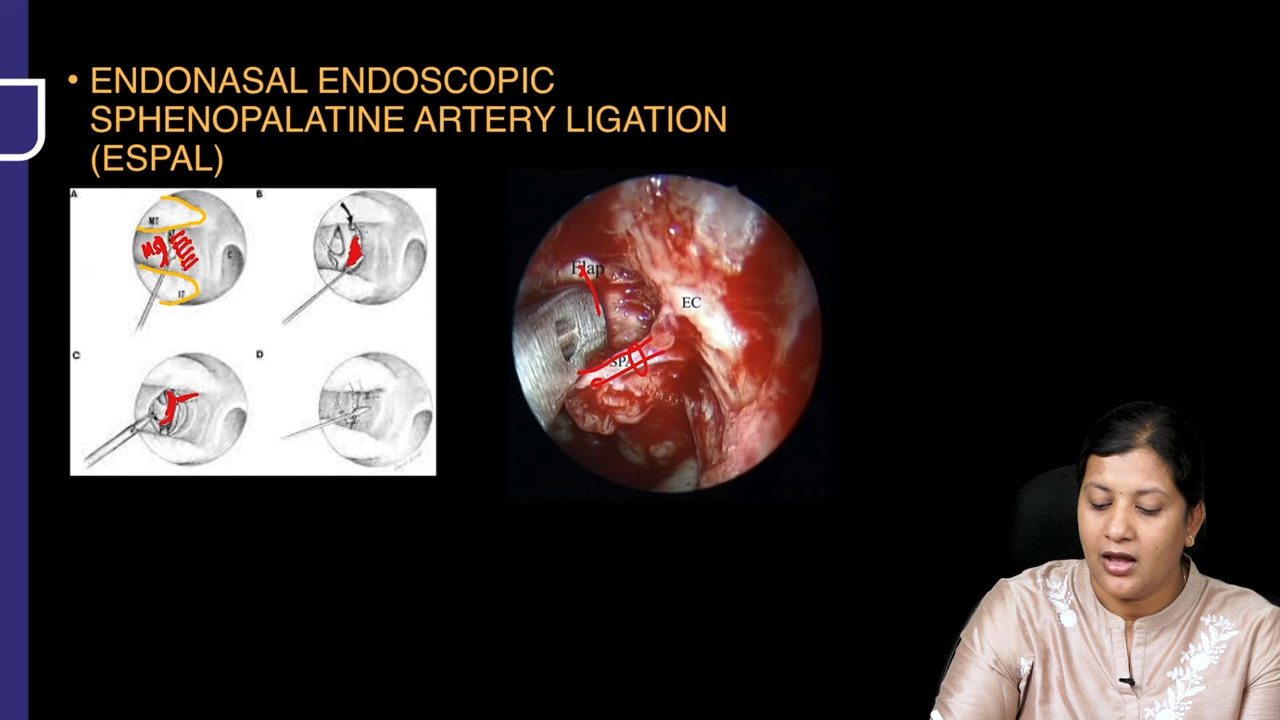 • ENDONASAL ENDOSCOPIC
SPHENOPALATINE ARTERY LIGATION
(ESPAL)
A
B
MT
E
IT
C
D
Flap
EC
SPA